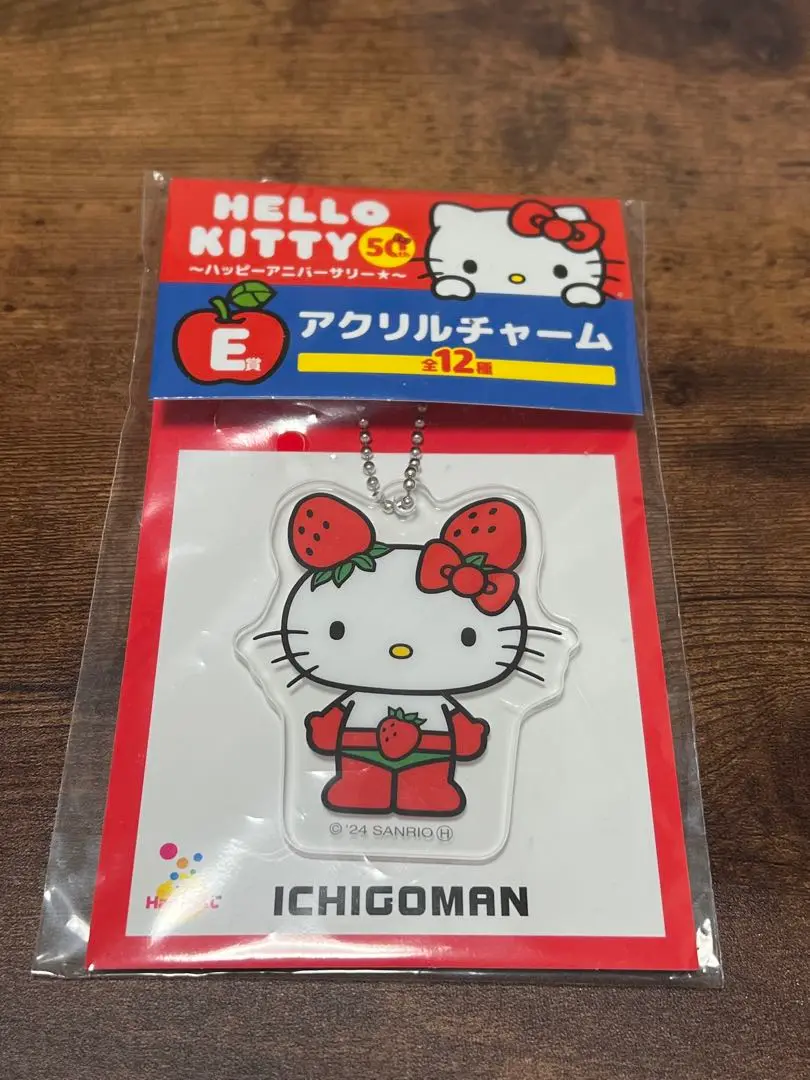 HELLO
KITTY 50th
～ハッピーアニバーサリー★～
E賞
アクリルチャーム
全12種
© '24 SANRIO Ⓗ
ICHIGOMAN